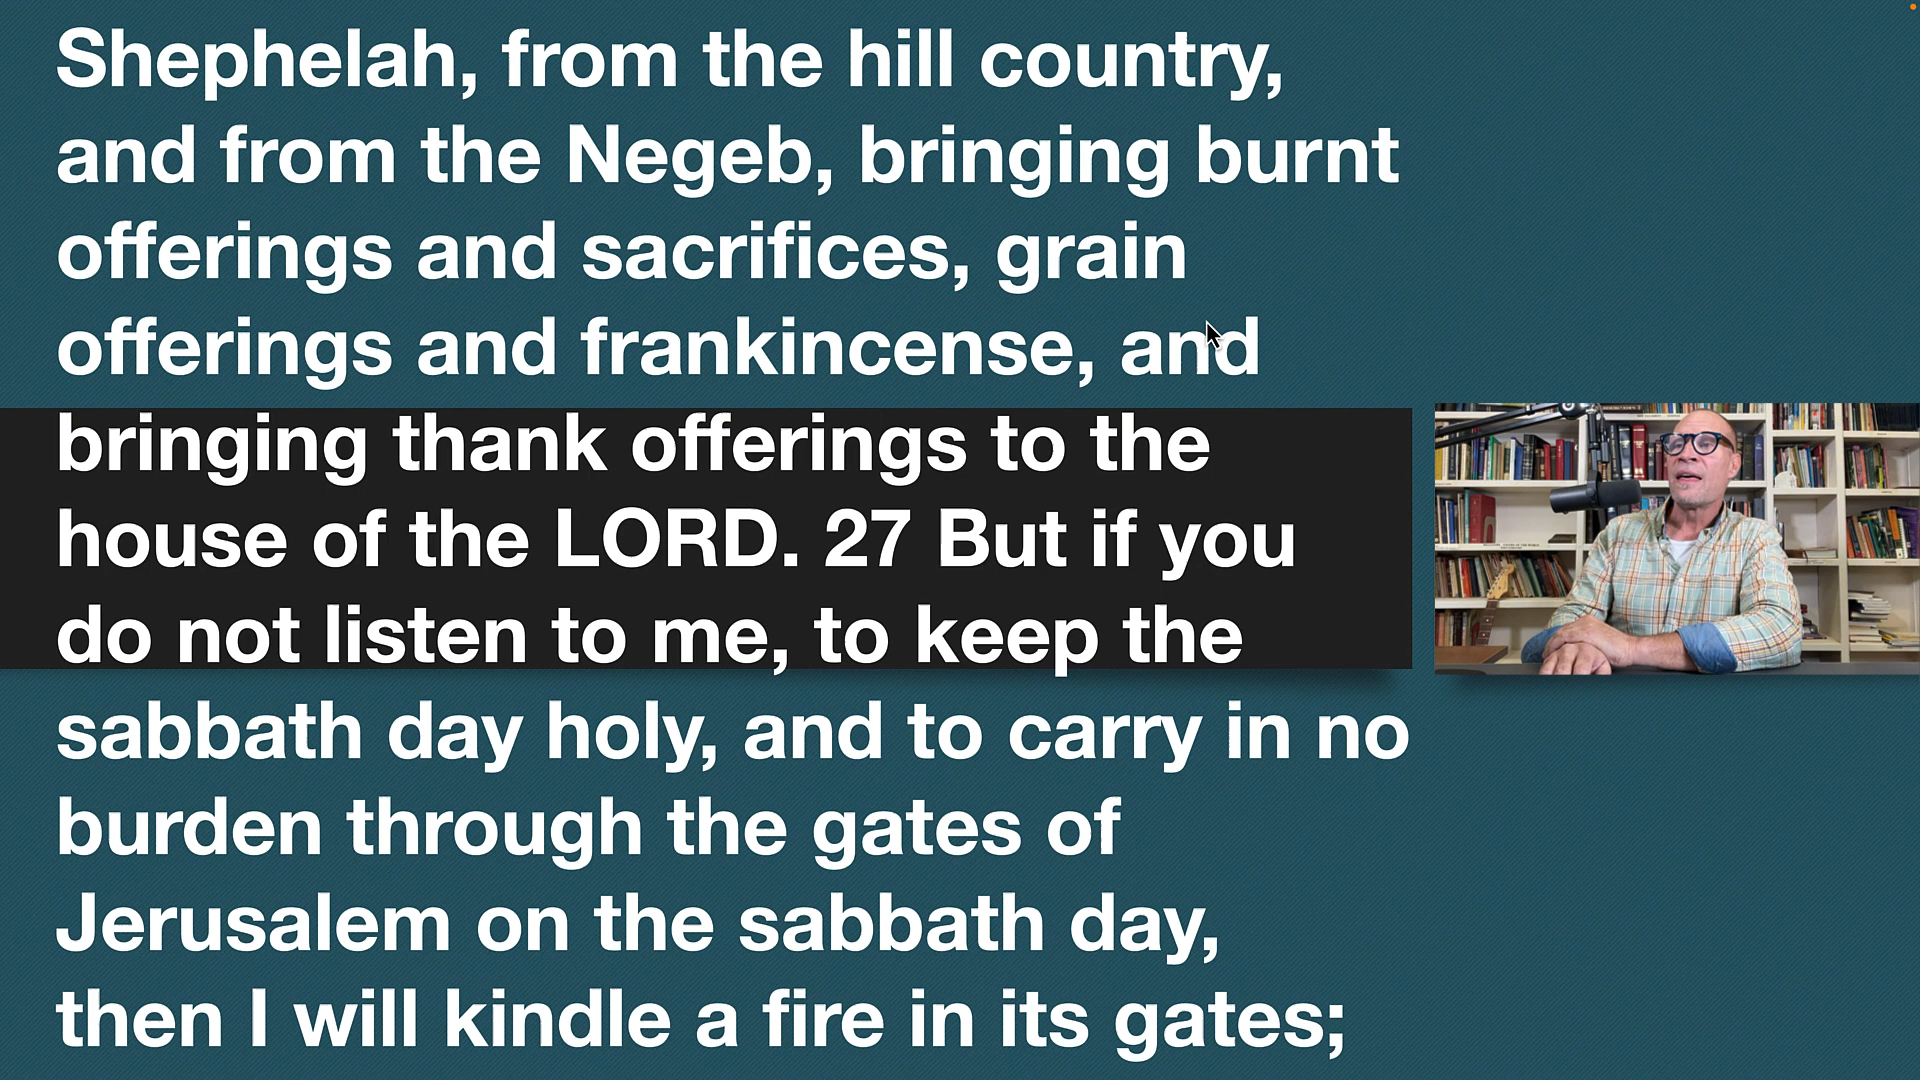 Shephelah, from the hill country,
and from the Negeb, bringing burnt
offerings and sacrifices, grain
offerings and frankincense, and
bringing thank offerings to the
house of the LORD. 27 But if you
do not listen to me, to keep the
sabbath day holy, and to carry in no
burden through the gates of
Jerusalem on the sabbath day,
then I will kindle a fire in its gates;